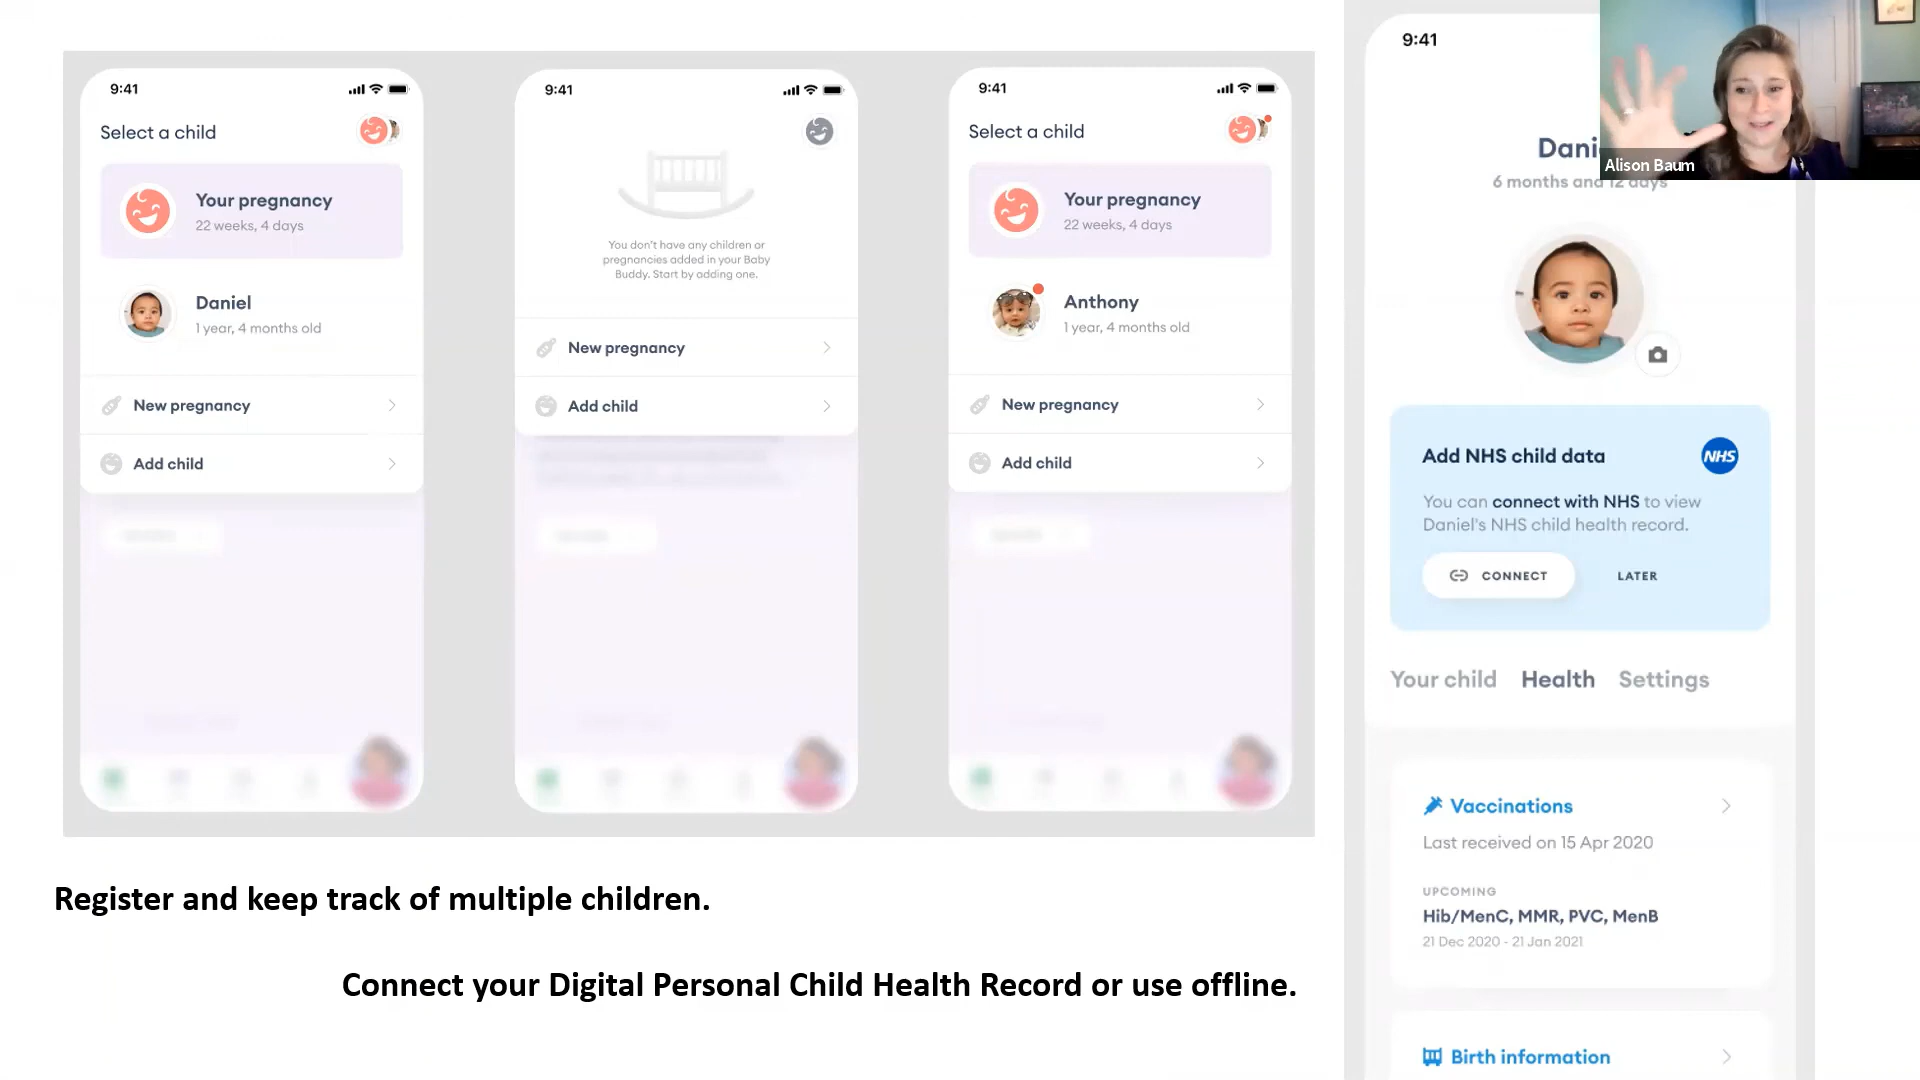 9:41
Select a child
Your pregnancy
22 weeks, 4 days
Daniel
1 year, 4 months old
New pregnancy
Add child
9:41
You don't have any children or
pregnancies added in your Baby
Buddy. Start by adding one.
New pregnancy
Add child
9:41
Select a child
Your pregnancy
22 weeks, 4 days
Anthony
1 year, 4 months old
New pregnancy
Add child
Register and keep track of multiple children.
Connect your Digital Personal Child Health Record or use offline.
9:41
Dani
6 months and 12 days
Alison Baum
Add NHS child data
NHS
You can connect with NHS to view
Daniel's NHS child health record.
CONNECT
LATER
Your child Health Settings
Vaccinations
Last received on 15 Apr 2020
UPCOMING
Hib/MenC, MMR, PVC, MenB
21 Dec 2020 - 21 Jan 2021
Birth information